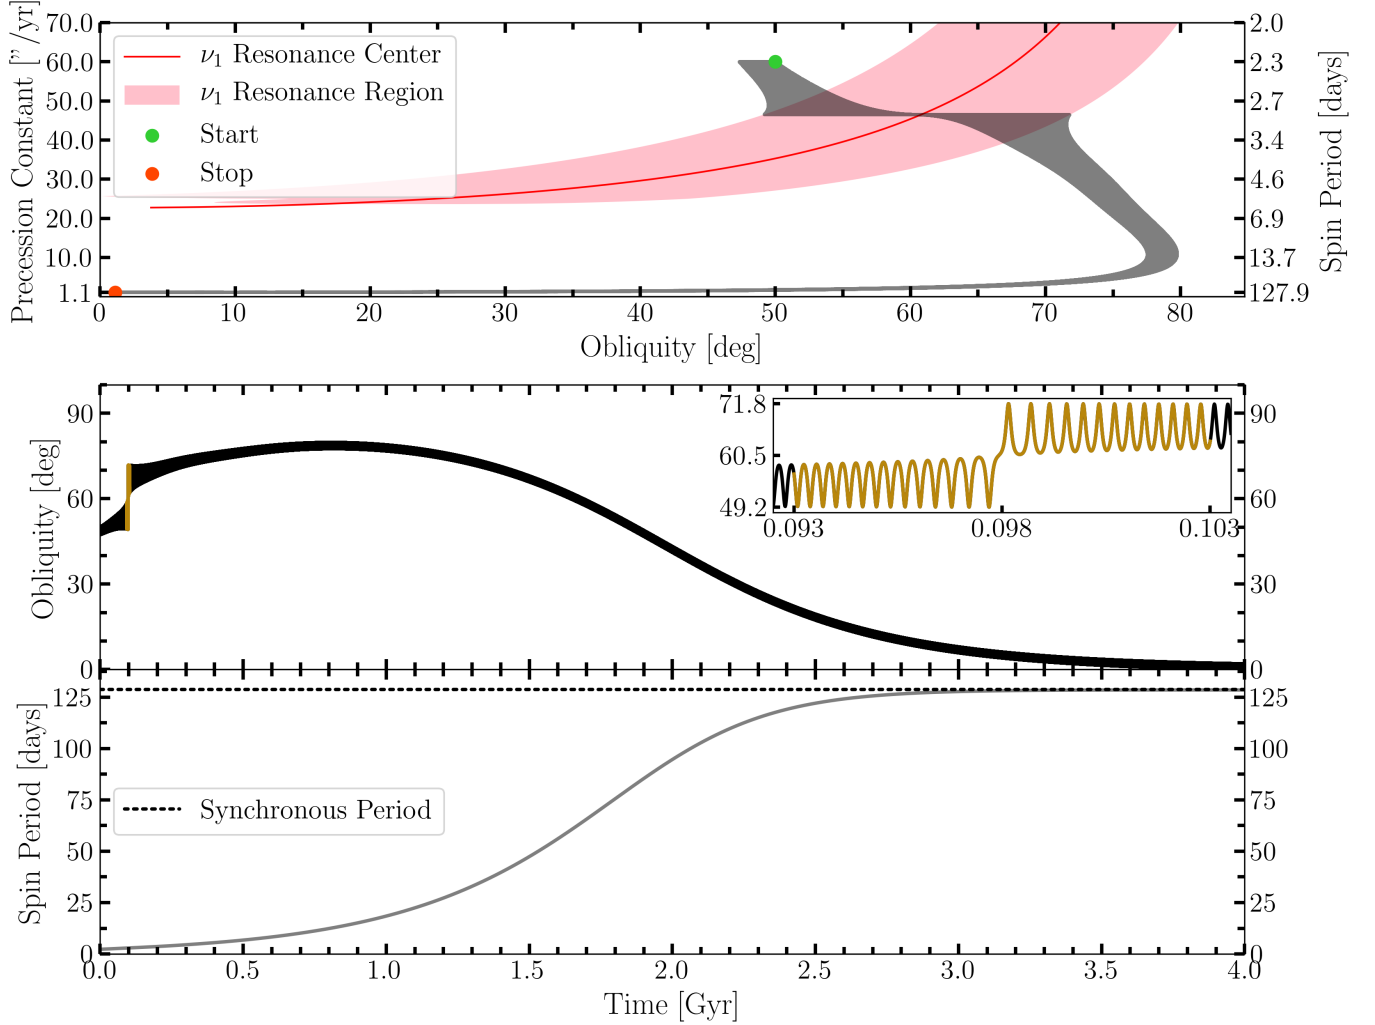 Precession Constant [”/yr]
70.0
60.0
50.0
40.0
30.0
20.0
10.0
1.1
ν1 Resonance Center
ν1 Resonance Region
Start
Stop
2.0
2.3
2.7
3.4
4.6
6.9
13.7
127.9
Spin Period [days]
0 10 20 30 40 50 60 70 80
Obliquity [deg]
Obliquity [deg]
90
60
30
0
71.8
60.5
49.2
0.093 0.098 0.103
90
60
30
0
Spin Period [days]
125
100
75
50
25
0
Synchronous Period
125
100
75
50
25
0
0.0 0.5 1.0 1.5 2.0 2.5 3.0 3.5 4.0
Time [Gyr]